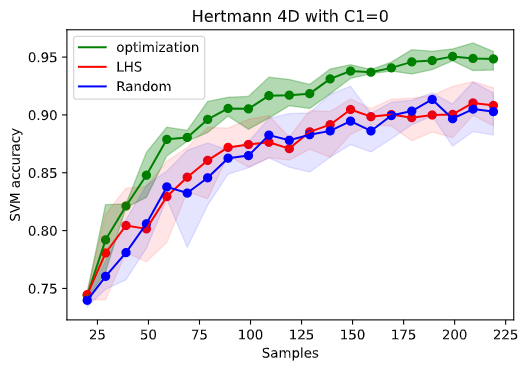 Hertmann 4D with C1=0
optimization
LHS
Random
SVM accuracy
0.95
0.90
0.85
0.80
0.75
25 50 75 100 125 150 175 200 225
Samples